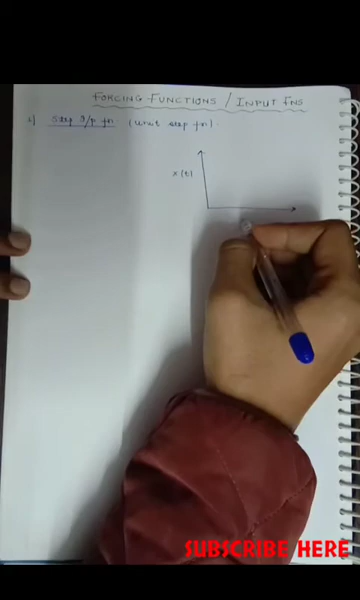 FORCING FUNCTIONS / INPUT FNS
1) Step I/p fn. (Unit step fn).
X(t)
SUBSCRIBE HERE